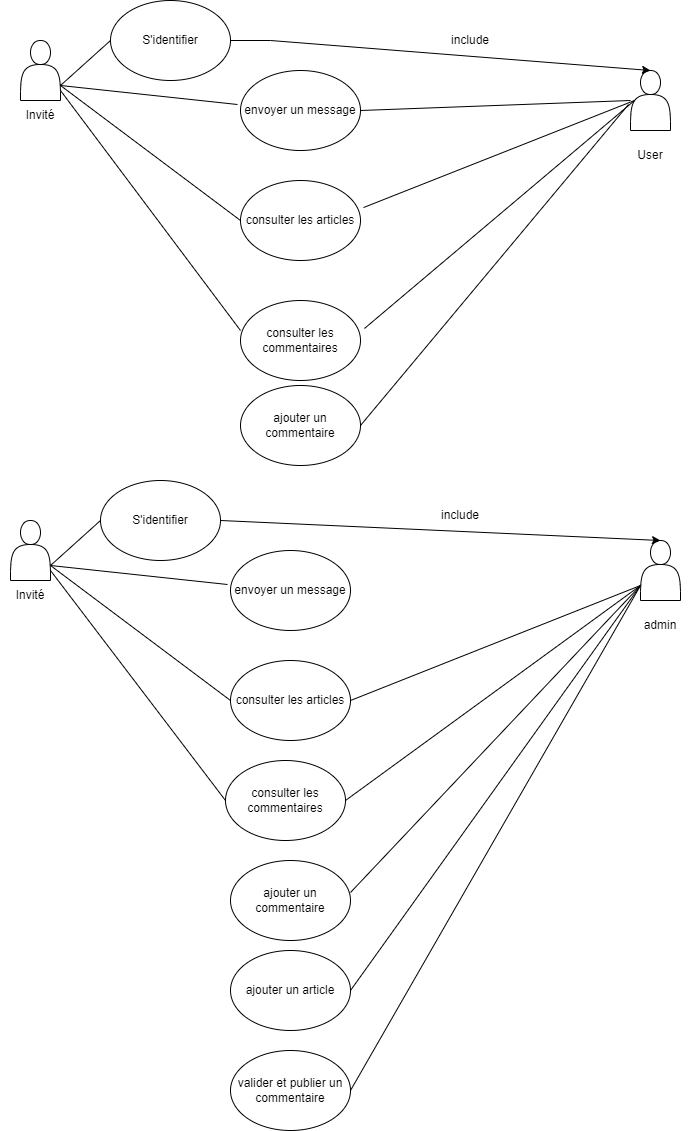 S'identifier
include
Invité
envoyer un message
User
consulter les articles
consulter les
commentaires
ajouter un
commentaire
S'identifier
include
Invité
envoyer un message
admin
consulter les articles
consulter les
commentaires
ajouter un
commentaire
ajouter un article
valider et publier un
commentaire